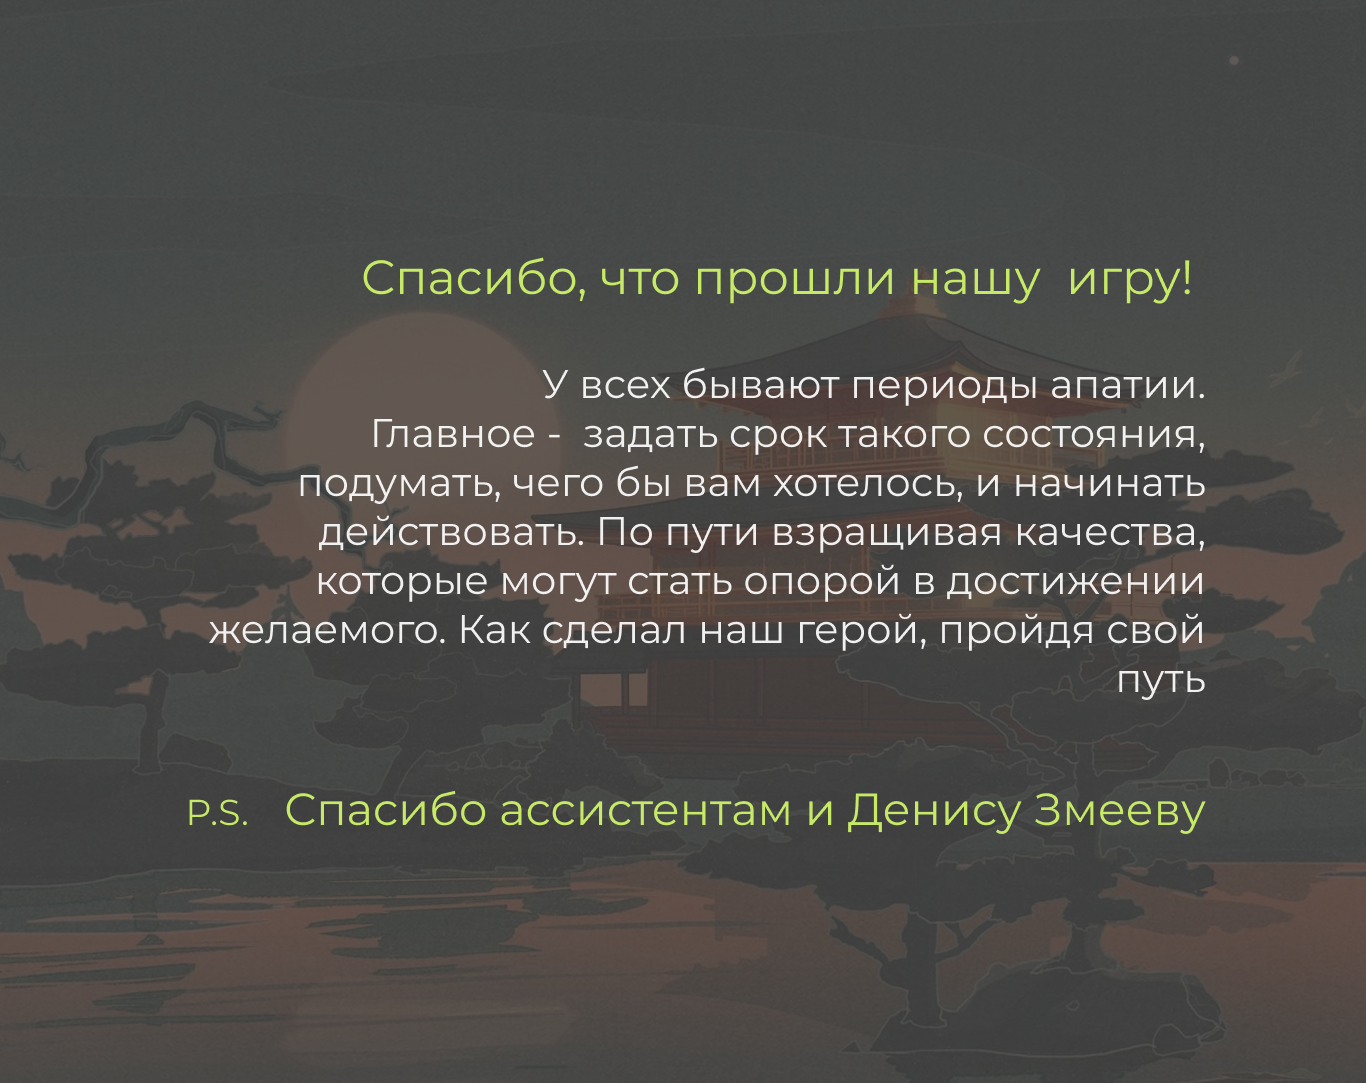 Спасибо, что прошли нашу  игру!
У всех бывают периоды апатии.
Главное -  задать срок такого состояния,
подумать, чего бы вам хотелось, и начинать
действовать. По пути взращивая качества,
которые могут стать опорой в достижении
желаемого. Как сделал наш герой, пройдя свой
путь
P.S.   Спасибо ассистентам и Денису Змееву